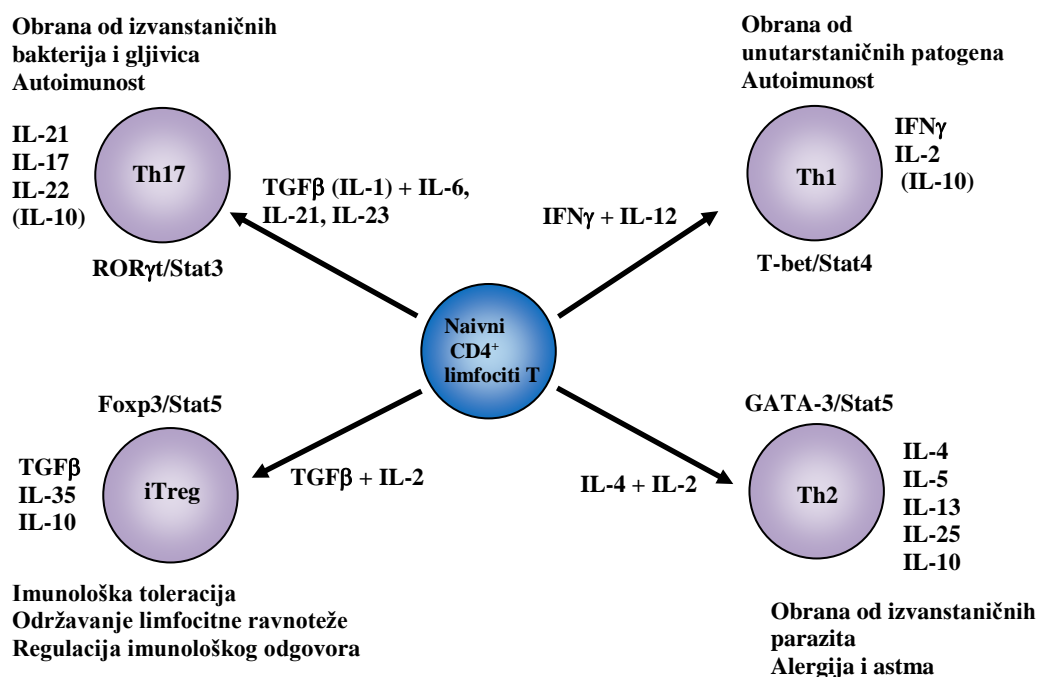 Obrana od izvanstaničnih
bakterija i gljivica
Autoimunost
IL-21
IL-17
IL-22
(IL-10)
Th17
RORγt/Stat3
TGFβ (IL-1) + IL-6,
IL-21, IL-23
Obrana od
unutarstaničnih patogena
Autoimunost
IFNγ + IL-12
Th1
IFNγ
IL-2
(IL-10)
T-bet/Stat4
Naivni
CD4⁺
limfociti T
Foxp3/Stat5
TGFβ
IL-35
IL-10
iTreg
TGFβ + IL-2
Imunološka toleracija
Održavanje limfocitne ravnoteže
Regulacija imunološkog odgovora
GATA-3/Stat5
IL-4 + IL-2
Th2
IL-4
IL-5
IL-13
IL-25
IL-10
Obrana od izvanstaničnih
parazita
Alergija i astma